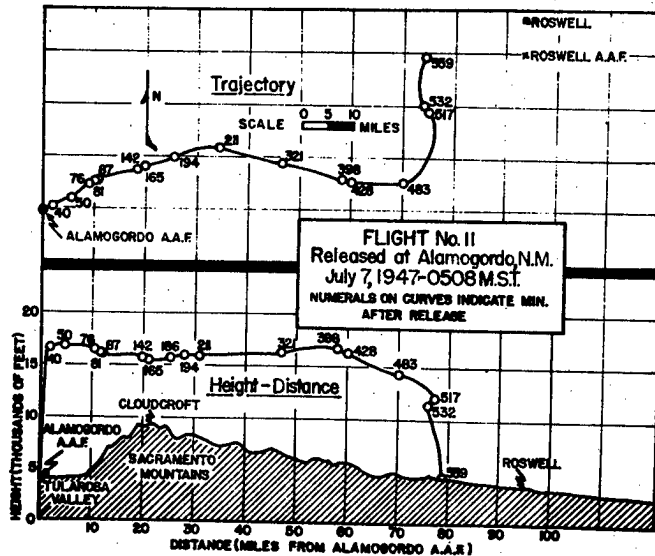 ROSWELL
ROSWELL A.A.F.
559
Trajectory
N
532
517
SCALE 0 5 10 MILES
211
142
194
321
76 87
165
398
81
428
483
50
40
ALAMOGORDO A.A.F.
FLIGHT No. 11
Released at Alamogordo, N.M.
July 7, 1947-0508 M.S.T.
NUMERALS ON CURVES INDICATE MIN.
AFTER RELEASE
20
50 76 87 142 186 211 321 398 428
40 81 165 194
15
483
Height-Distance
517
532
CLOUDCROFT
10
ALAMOGORDO
A.A.F.
SACRAMENTO
MOUNTAINS
ROSWELL
559
5
TULAROSA
VALLEY
0
HEIGHT (THOUSANDS OF FEET)
10 20 30 40 50 60 70 80 90 100
DISTANCE (MILES FROM ALAMOGORDO A.A.F.)